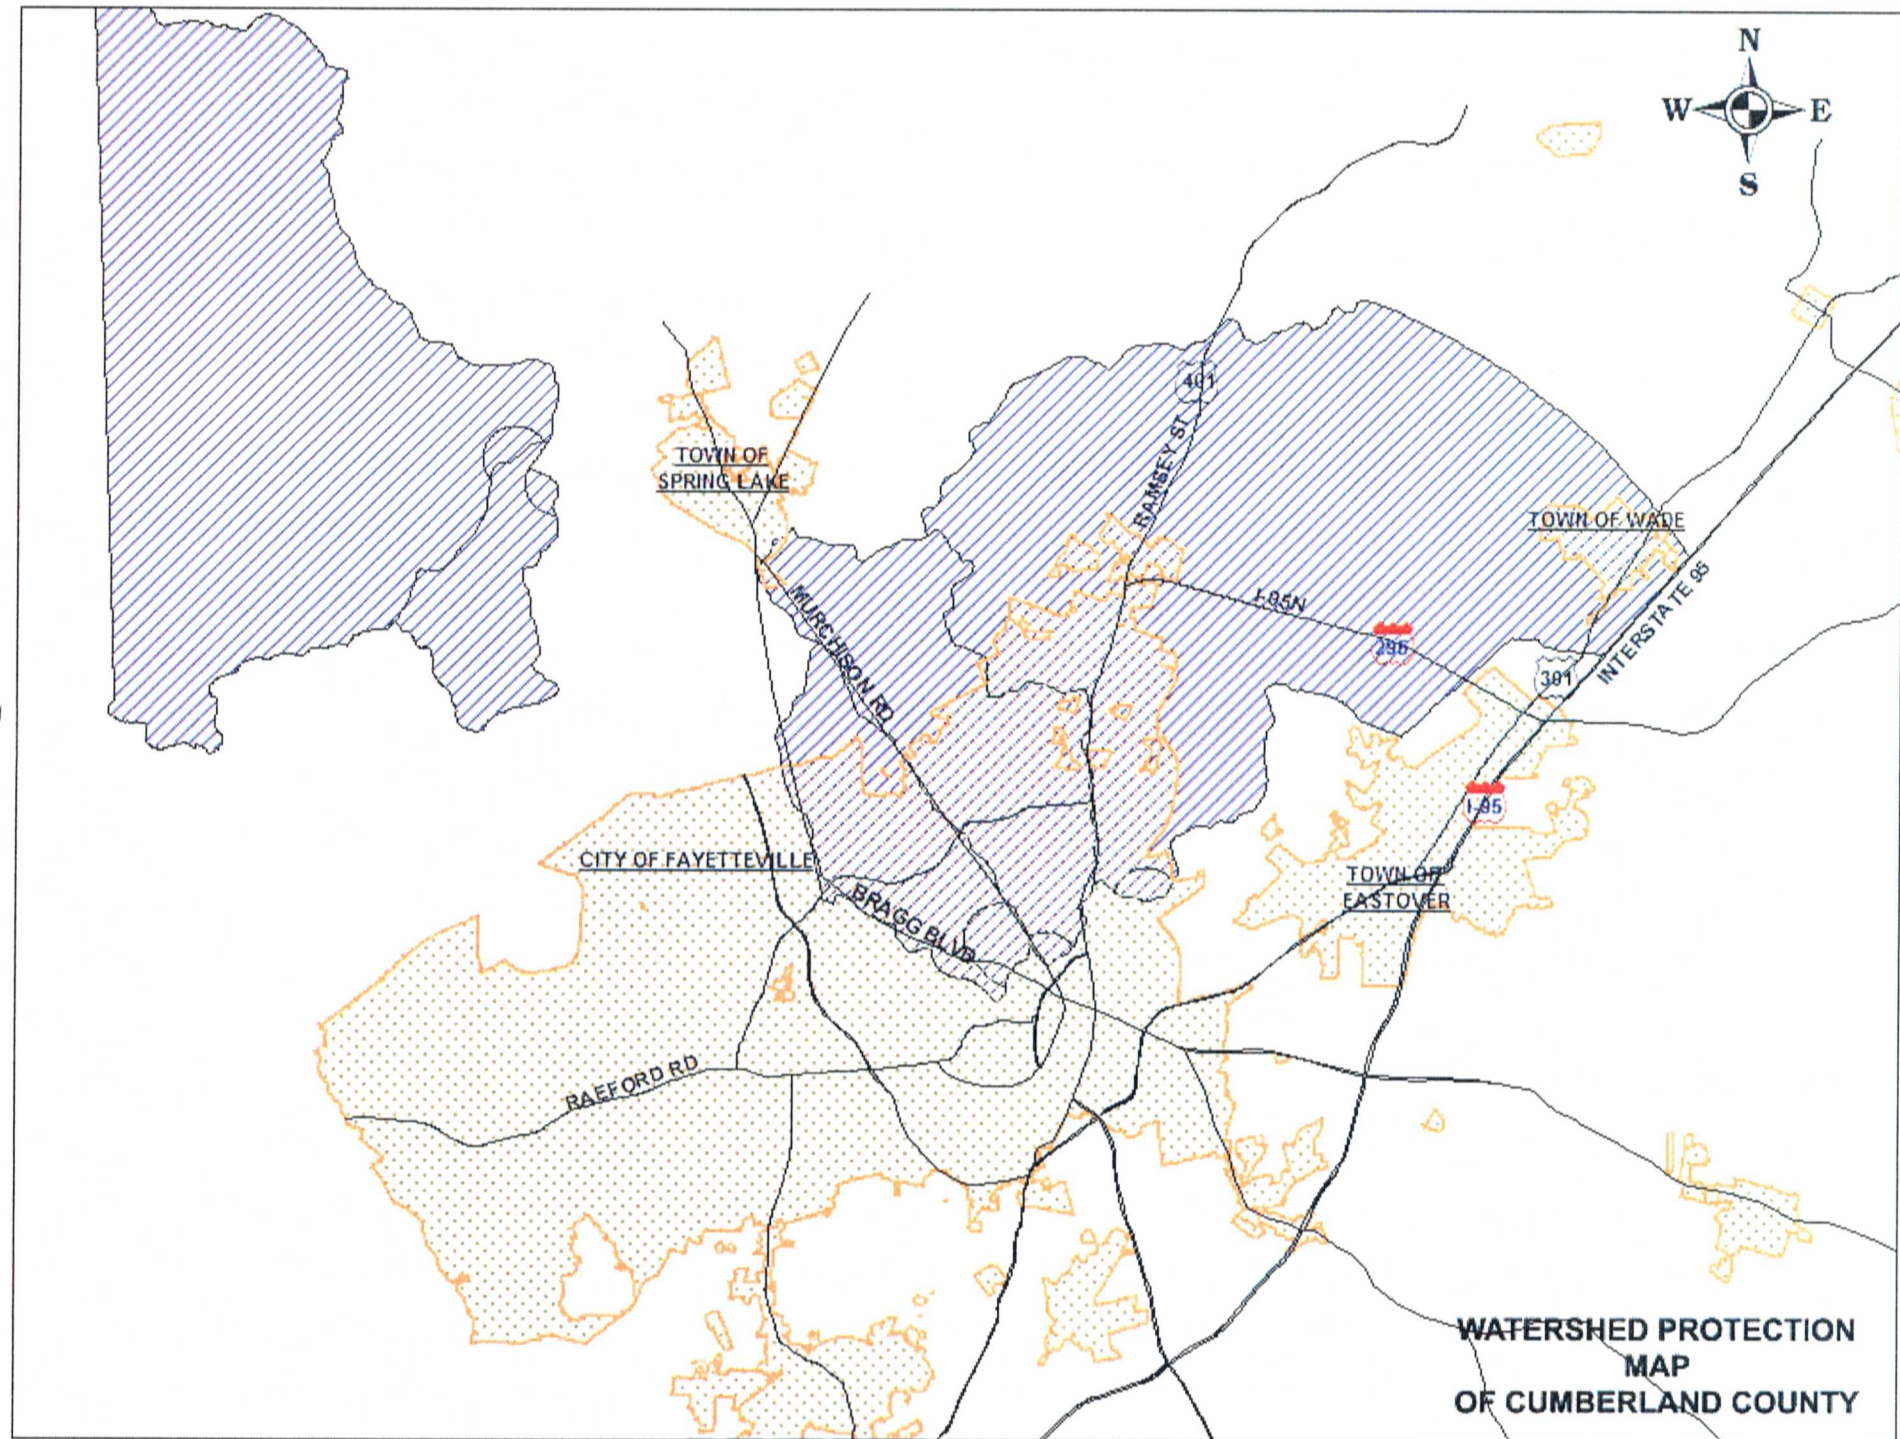 N
W E
S
401
RAMSEY ST
TOWN OF
SPRING LAKE
TOWN OF WADE
MURCHISON RD
I-95N
295
INTERSTATE 95
301
I-95
CITY OF FAYETTEVILLE
TOWN OF
EASTOVER
BRAGG BLVD
RAEFORD RD
WATERSHED PROTECTION
MAP
OF CUMBERLAND COUNTY